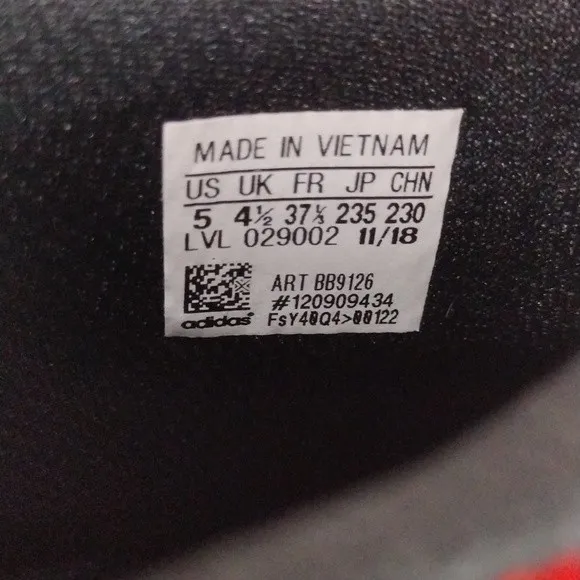 MADE IN VIETNAM
US UK FR JP CHN
5 4½ 37⅓ 235 230
LVL 029002 11/18
ART BB9126
#120909434
adidas® FsY40Q4>00122